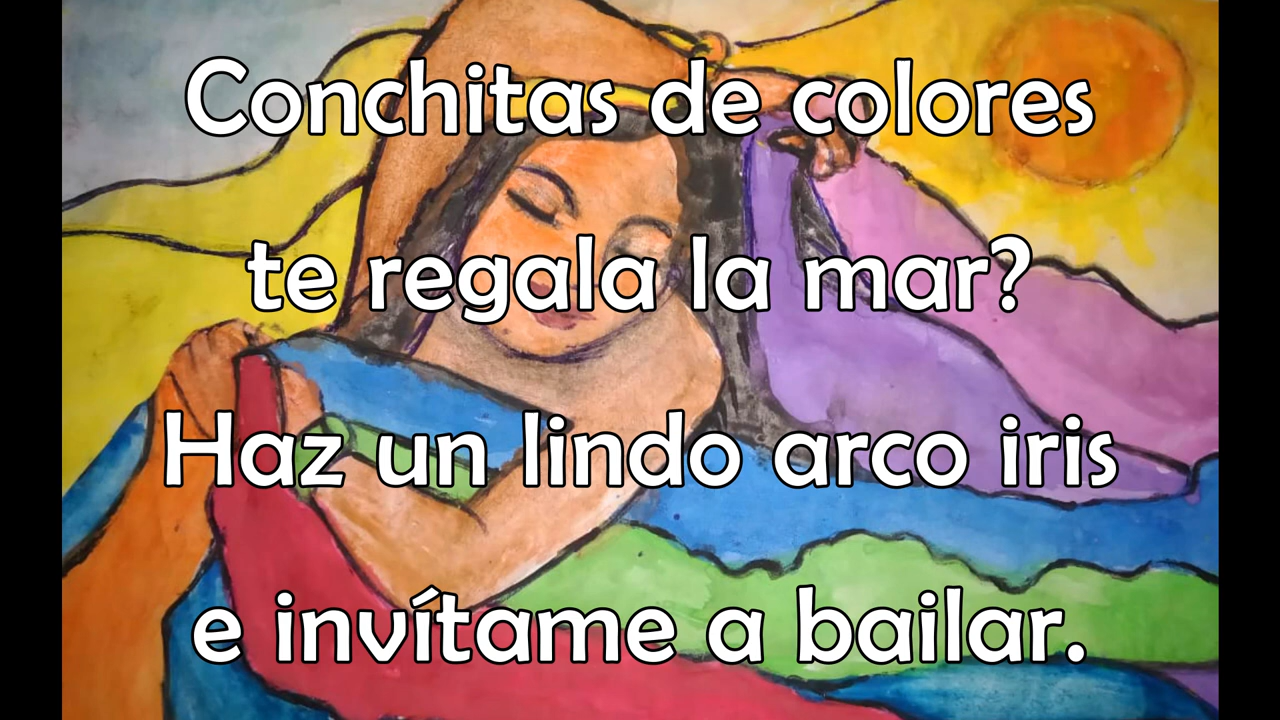 Conchitas de colores
te regala la mar?
Haz un lindo arco iris
e invítame a bailar.